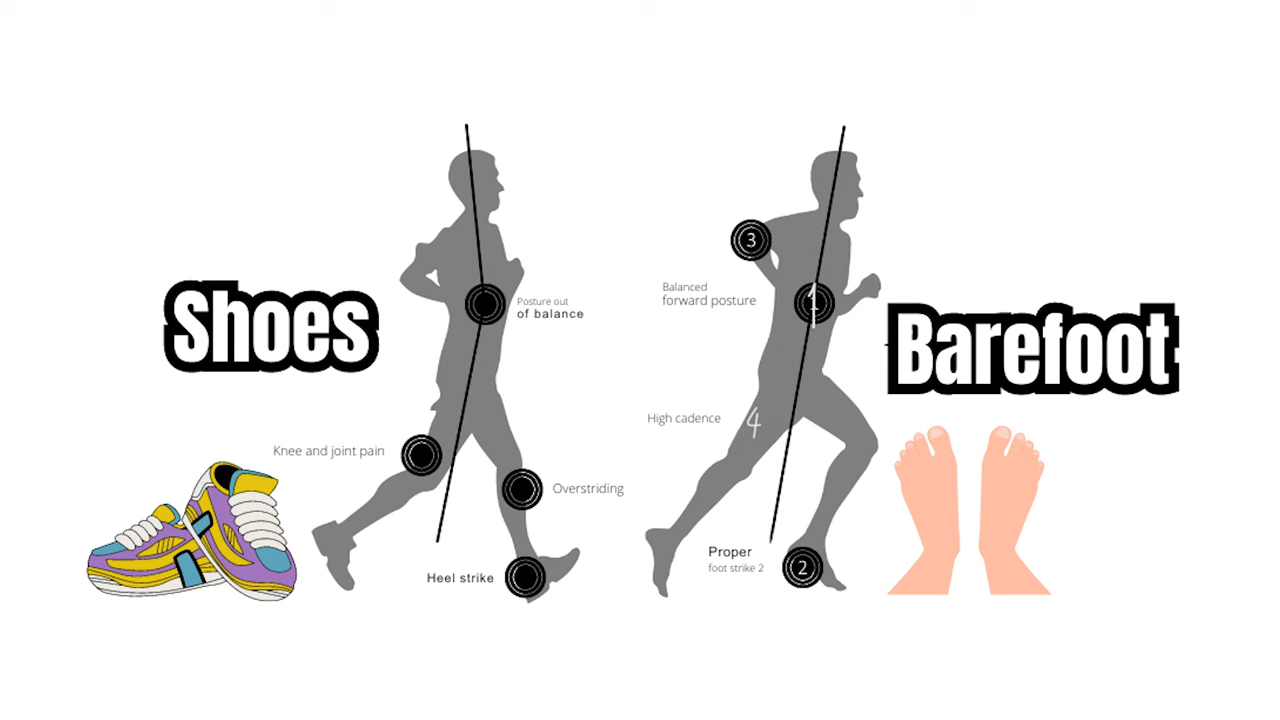 Shoes
Posture out
of balance
Knee and joint pain
Overstriding
Heel strike
3
Balanced
forward posture
1
High cadence
4
Proper
foot strike 2
2
Barefoot